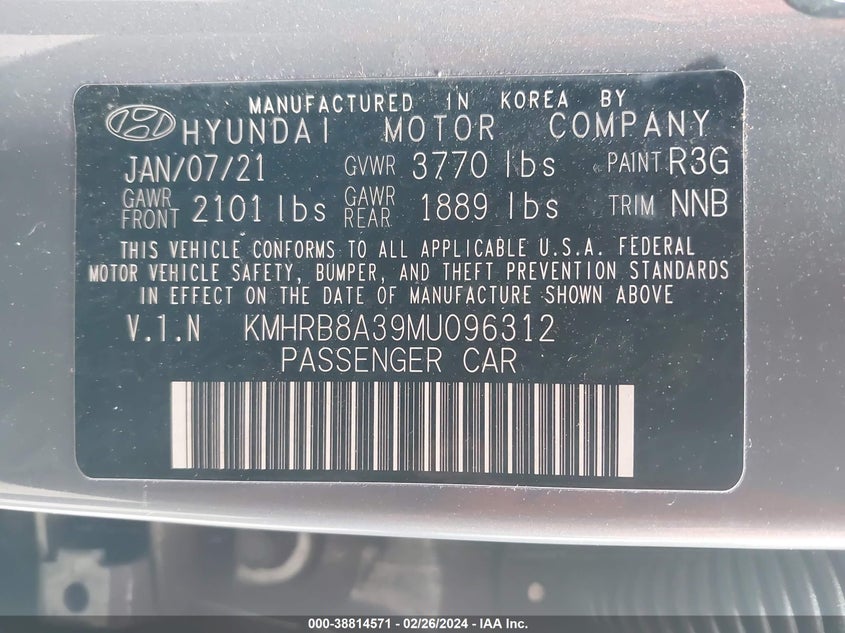 MANUFACTURED IN KOREA BY
HYUNDAI MOTOR COMPANY
JAN/07/21 GVWR 3770 lbs PAINT R3G
GAWR FRONT 2101 lbs GAWR REAR 1889 lbs TRIM NNB
THIS VEHICLE CONFORMS TO ALL APPLICABLE U.S.A. FEDERAL
MOTOR VEHICLE SAFETY, BUMPER, AND THEFT PREVENTION STANDARDS
IN EFFECT ON THE DATE OF MANUFACTURE SHOWN ABOVE
V.I.N KMHRB8A39MU096312
PASSENGER CAR
000-38814571 - 02/26/2024 - IAA Inc.